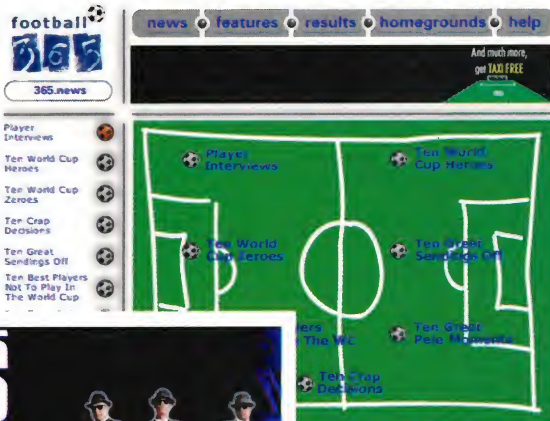 football
365
365.news
news
features
results
homegrounds
help
And much more,
get TAXI FREE
Player
Interviews
Ten World Cup
Heroes
Ten World Cup
Zeroes
Ten Crap
Decisions
Ten Great
Sendings Off
Ten Best Players
Not To Play In
The World Cup
Player
Interviews
Ten World
Cup Heroes
Ten World
Cup Zeroes
Ten Great
Sendings Off
The WC
Ten Great
Pele Moments
Ten Crap
Decisions